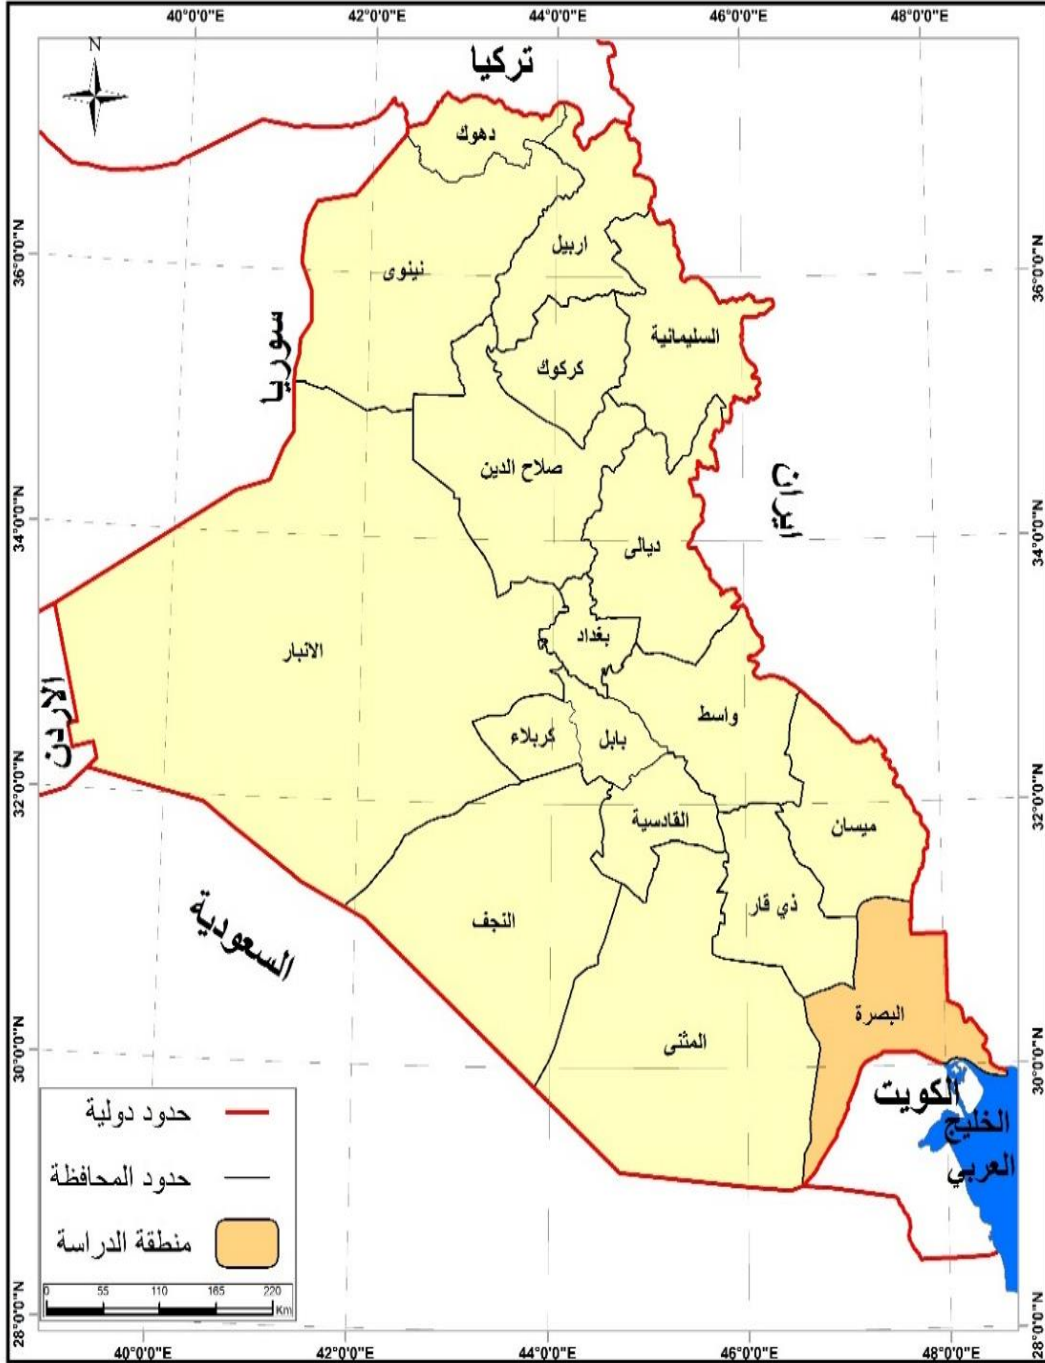 40°0'0"E 42°0'0"E 44°0'0"E 46°0'0"E 48°0'0"E
N
تركيا
دهوك
اربيل
36°0'0"N 36°0'0"N
نينوى
السليمانية
سوريا
كركوك
صلاح الدين
ايران
34°0'0"N 34°0'0"N
ديالى
بغداد
الانبار
الاردن
واسط
كربلاء
بابل
32°0'0"N 32°0'0"N
القادسية
ميسان
ذي قار
النجف
السعودية
البصرة
المثنى
30°0'0"N 30°0'0"N
الكويت
الخليج
العربي
حدود دولية
حدود المحافظة
منطقة الدراسة
0 55 110 165 220
Km
28°0'0"N 28°0'0"N
40°0'0"E 42°0'0"E 44°0'0"E 46°0'0"E 48°0'0"E